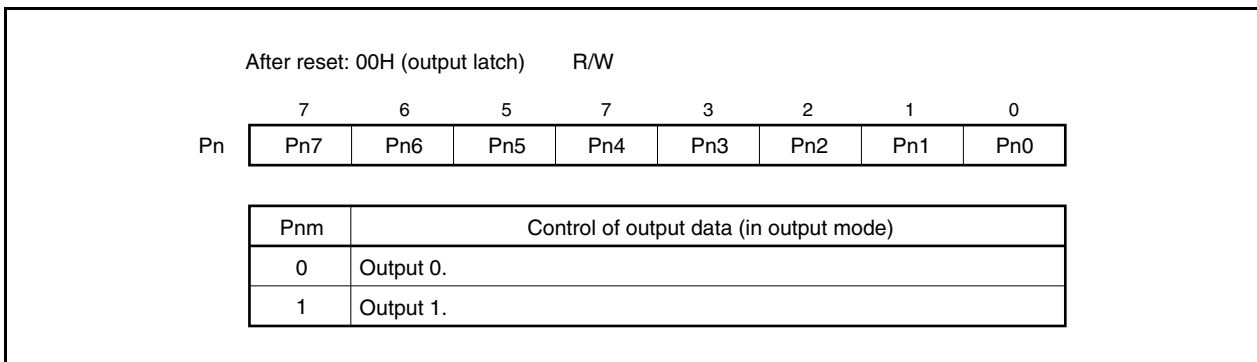 After reset: 00H (output latch) R/W
7 6 5 7 3 2 1 0
Pn Pn7 Pn6 Pn5 Pn4 Pn3 Pn2 Pn1 Pn0
Pnm Control of output data (in output mode)
0 Output 0.
1 Output 1.